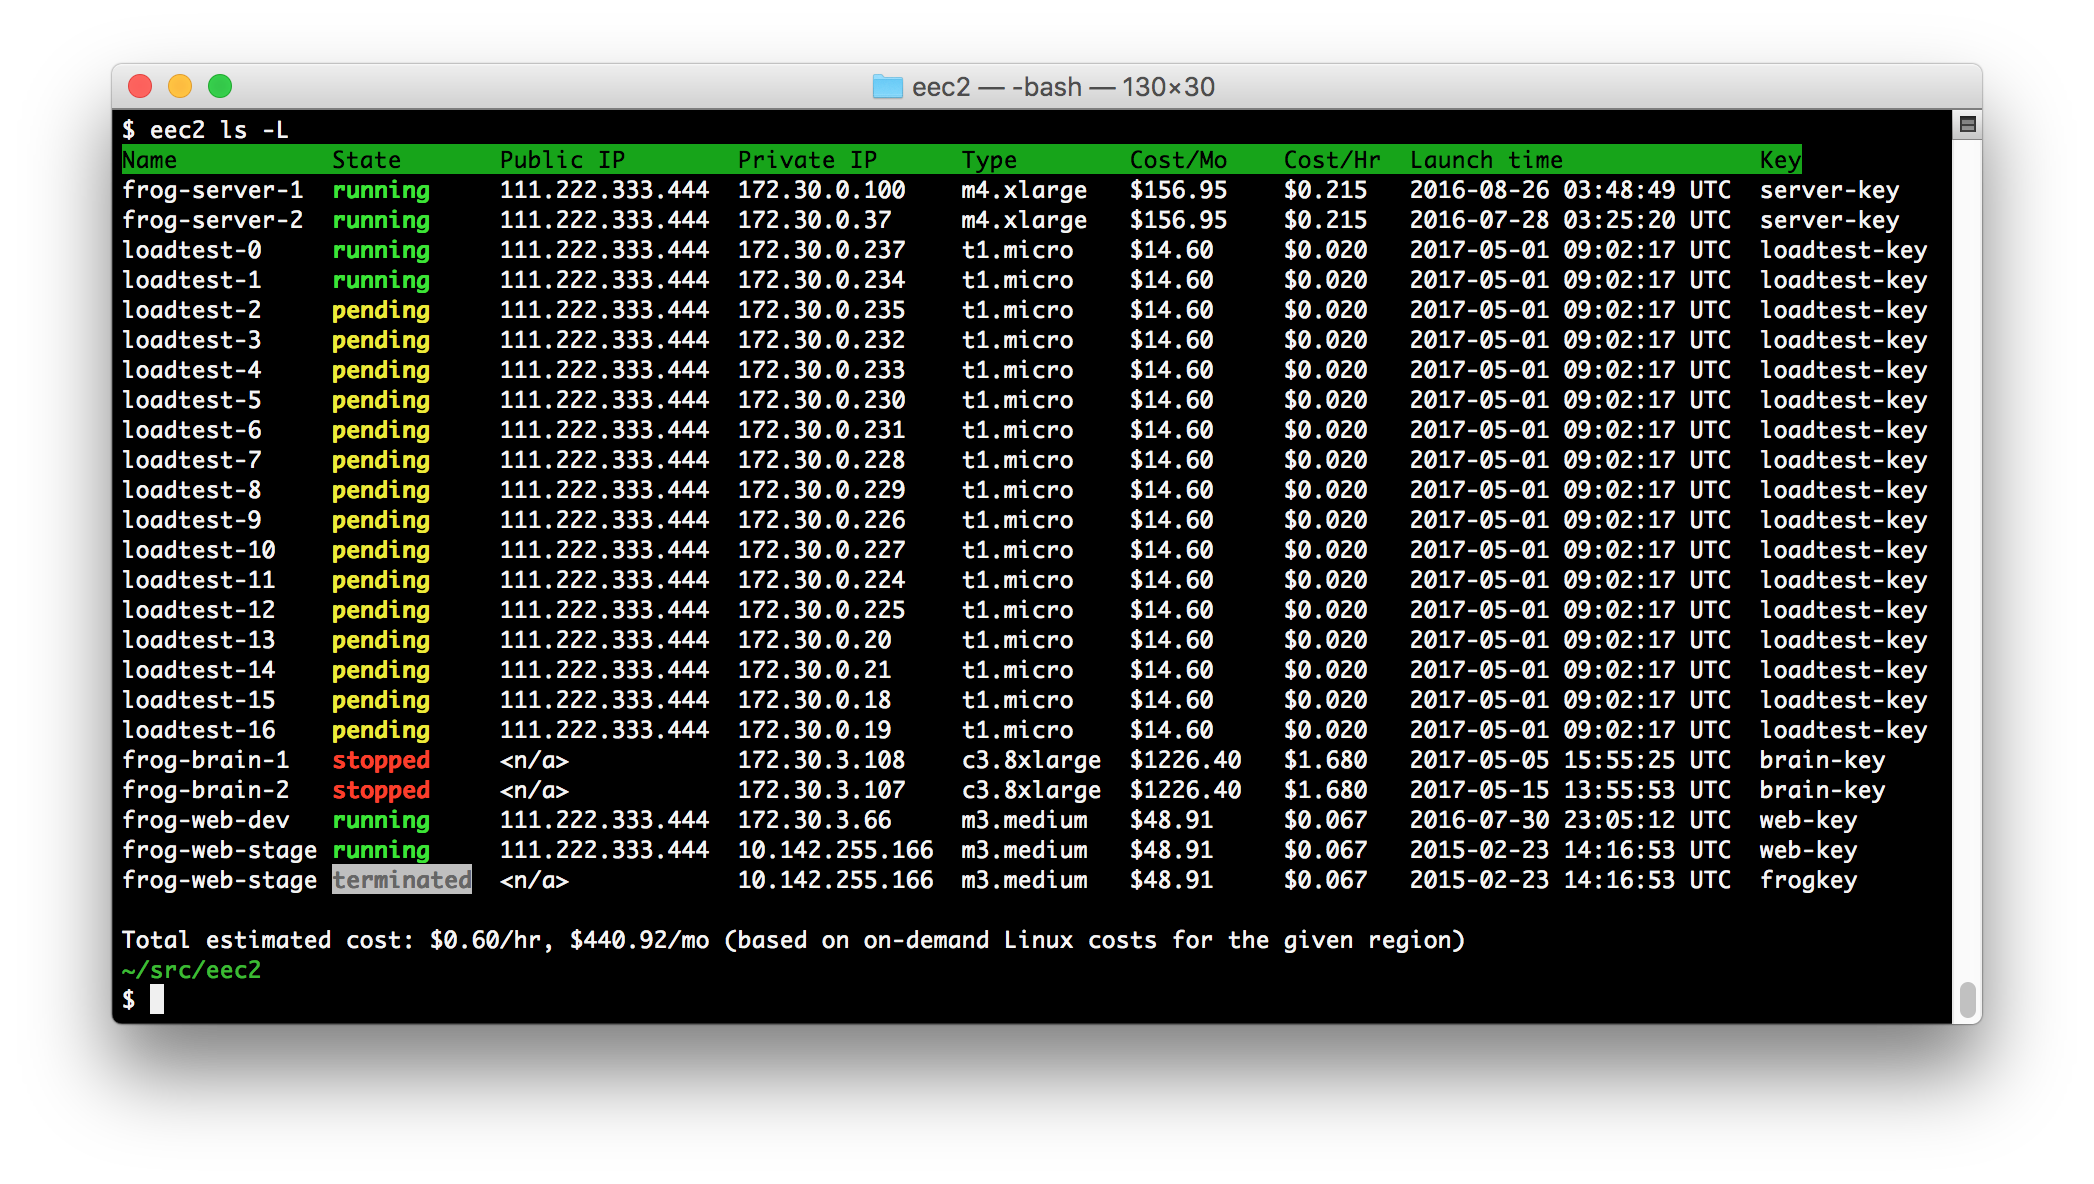 eec2 — -bash — 130×30
$ eec2 ls -L
Name State Public IP Private IP Type Cost/Mo Cost/Hr Launch time Key
frog-server-1 running 111.222.333.444 172.30.0.100 m4.xlarge $156.95 $0.215 2016-08-26 03:48:49 UTC server-key
frog-server-2 running 111.222.333.444 172.30.0.37 m4.xlarge $156.95 $0.215 2016-07-28 03:25:20 UTC server-key
loadtest-0 running 111.222.333.444 172.30.0.237 t1.micro $14.60 $0.020 2017-05-01 09:02:17 UTC loadtest-key
loadtest-1 running 111.222.333.444 172.30.0.234 t1.micro $14.60 $0.020 2017-05-01 09:02:17 UTC loadtest-key
loadtest-2 pending 111.222.333.444 172.30.0.235 t1.micro $14.60 $0.020 2017-05-01 09:02:17 UTC loadtest-key
loadtest-3 pending 111.222.333.444 172.30.0.232 t1.micro $14.60 $0.020 2017-05-01 09:02:17 UTC loadtest-key
loadtest-4 pending 111.222.333.444 172.30.0.233 t1.micro $14.60 $0.020 2017-05-01 09:02:17 UTC loadtest-key
loadtest-5 pending 111.222.333.444 172.30.0.230 t1.micro $14.60 $0.020 2017-05-01 09:02:17 UTC loadtest-key
loadtest-6 pending 111.222.333.444 172.30.0.231 t1.micro $14.60 $0.020 2017-05-01 09:02:17 UTC loadtest-key
loadtest-7 pending 111.222.333.444 172.30.0.228 t1.micro $14.60 $0.020 2017-05-01 09:02:17 UTC loadtest-key
loadtest-8 pending 111.222.333.444 172.30.0.229 t1.micro $14.60 $0.020 2017-05-01 09:02:17 UTC loadtest-key
loadtest-9 pending 111.222.333.444 172.30.0.226 t1.micro $14.60 $0.020 2017-05-01 09:02:17 UTC loadtest-key
loadtest-10 pending 111.222.333.444 172.30.0.227 t1.micro $14.60 $0.020 2017-05-01 09:02:17 UTC loadtest-key
loadtest-11 pending 111.222.333.444 172.30.0.224 t1.micro $14.60 $0.020 2017-05-01 09:02:17 UTC loadtest-key
loadtest-12 pending 111.222.333.444 172.30.0.225 t1.micro $14.60 $0.020 2017-05-01 09:02:17 UTC loadtest-key
loadtest-13 pending 111.222.333.444 172.30.0.20 t1.micro $14.60 $0.020 2017-05-01 09:02:17 UTC loadtest-key
loadtest-14 pending 111.222.333.444 172.30.0.21 t1.micro $14.60 $0.020 2017-05-01 09:02:17 UTC loadtest-key
loadtest-15 pending 111.222.333.444 172.30.0.18 t1.micro $14.60 $0.020 2017-05-01 09:02:17 UTC loadtest-key
loadtest-16 pending 111.222.333.444 172.30.0.19 t1.micro $14.60 $0.020 2017-05-01 09:02:17 UTC loadtest-key
frog-brain-1 stopped <n/a> 172.30.3.108 c3.8xlarge $1226.40 $1.680 2017-05-05 15:55:25 UTC brain-key
frog-brain-2 stopped <n/a> 172.30.3.107 c3.8xlarge $1226.40 $1.680 2017-05-15 13:55:53 UTC brain-key
frog-web-dev running 111.222.333.444 172.30.3.66 m3.medium $48.91 $0.067 2016-07-30 23:05:12 UTC web-key
frog-web-stage running 111.222.333.444 10.142.255.166 m3.medium $48.91 $0.067 2015-02-23 14:16:53 UTC web-key
frog-web-stage terminated <n/a> 10.142.255.166 m3.medium $48.91 $0.067 2015-02-23 14:16:53 UTC frogkey
Total estimated cost: $0.60/hr, $440.92/mo (based on on-demand Linux costs for the given region)
~/src/eec2
$